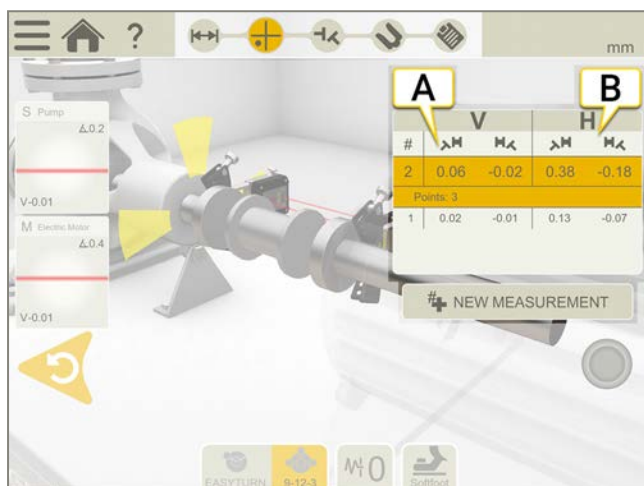 ?
mm
A
B
V H
#
2 0.06 -0.02 0.38 -0.18
Points: 3
1 0.02 -0.01 0.13 -0.07
# NEW MEASUREMENT
S Pump
∡0.2
V-0.01
M Electric Motor
∡0.4
V-0.01
EASYTURN
9-12-3
0
Softfoot